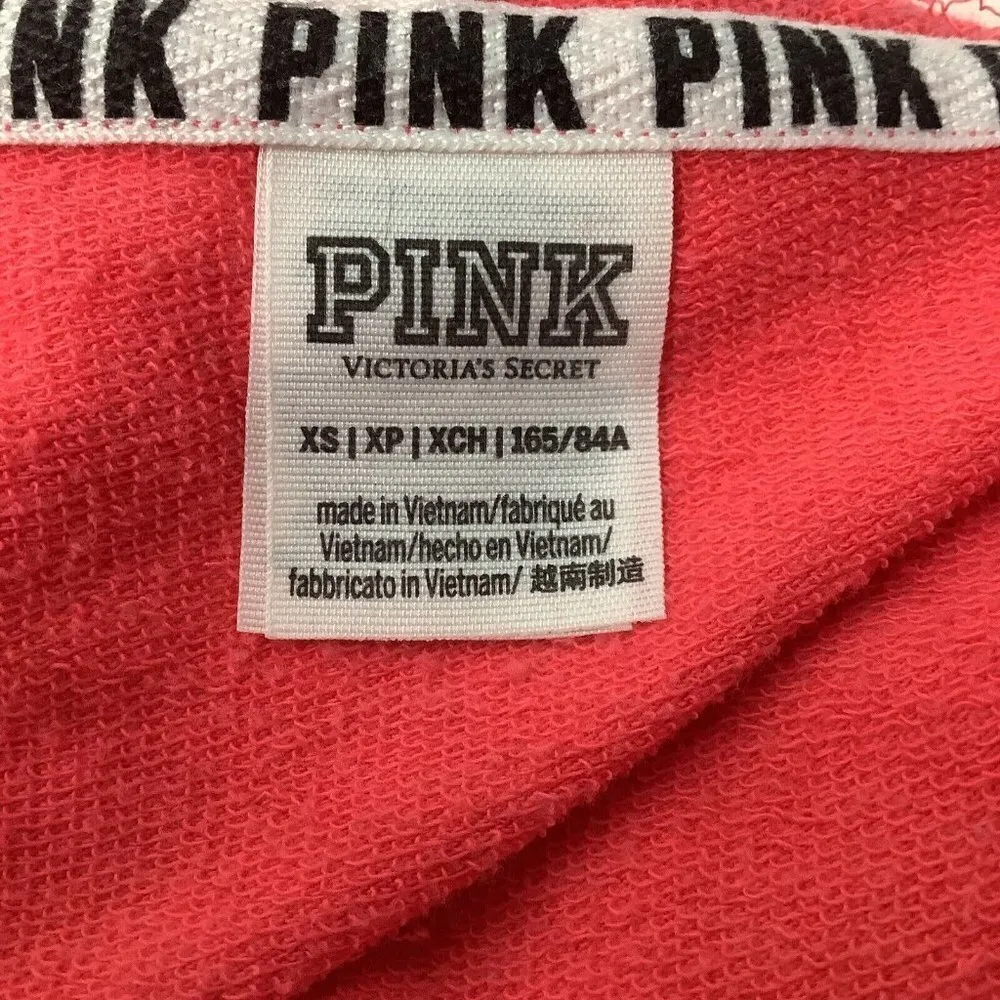 NK PINK PINK
PINK
VICTORIA'S SECRET
XS | XP | XCH | 165/84A
made in Vietnam/fabriqué au
Vietnam/hecho en Vietnam/
fabbricato in Vietnam/ 越南制造